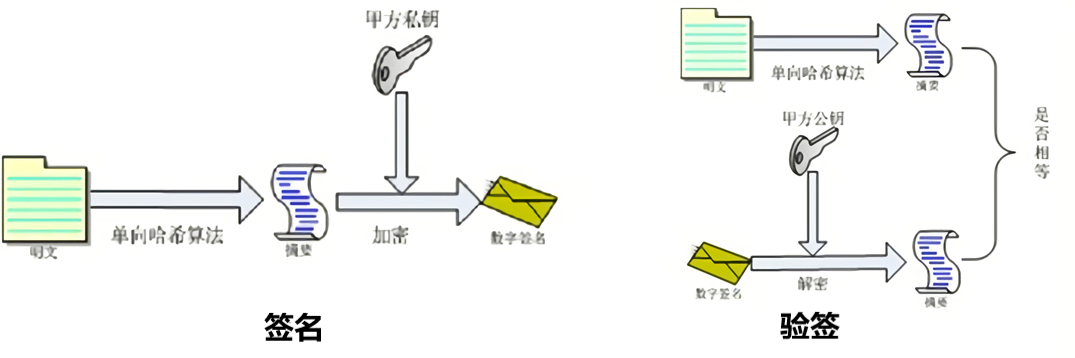 甲方私钥
单向哈希算法
明文
摘要
加密
数字签名
签名
单向哈希算法
明文
摘要
甲方公钥
是否相等
解密
数字签名
摘要
验签